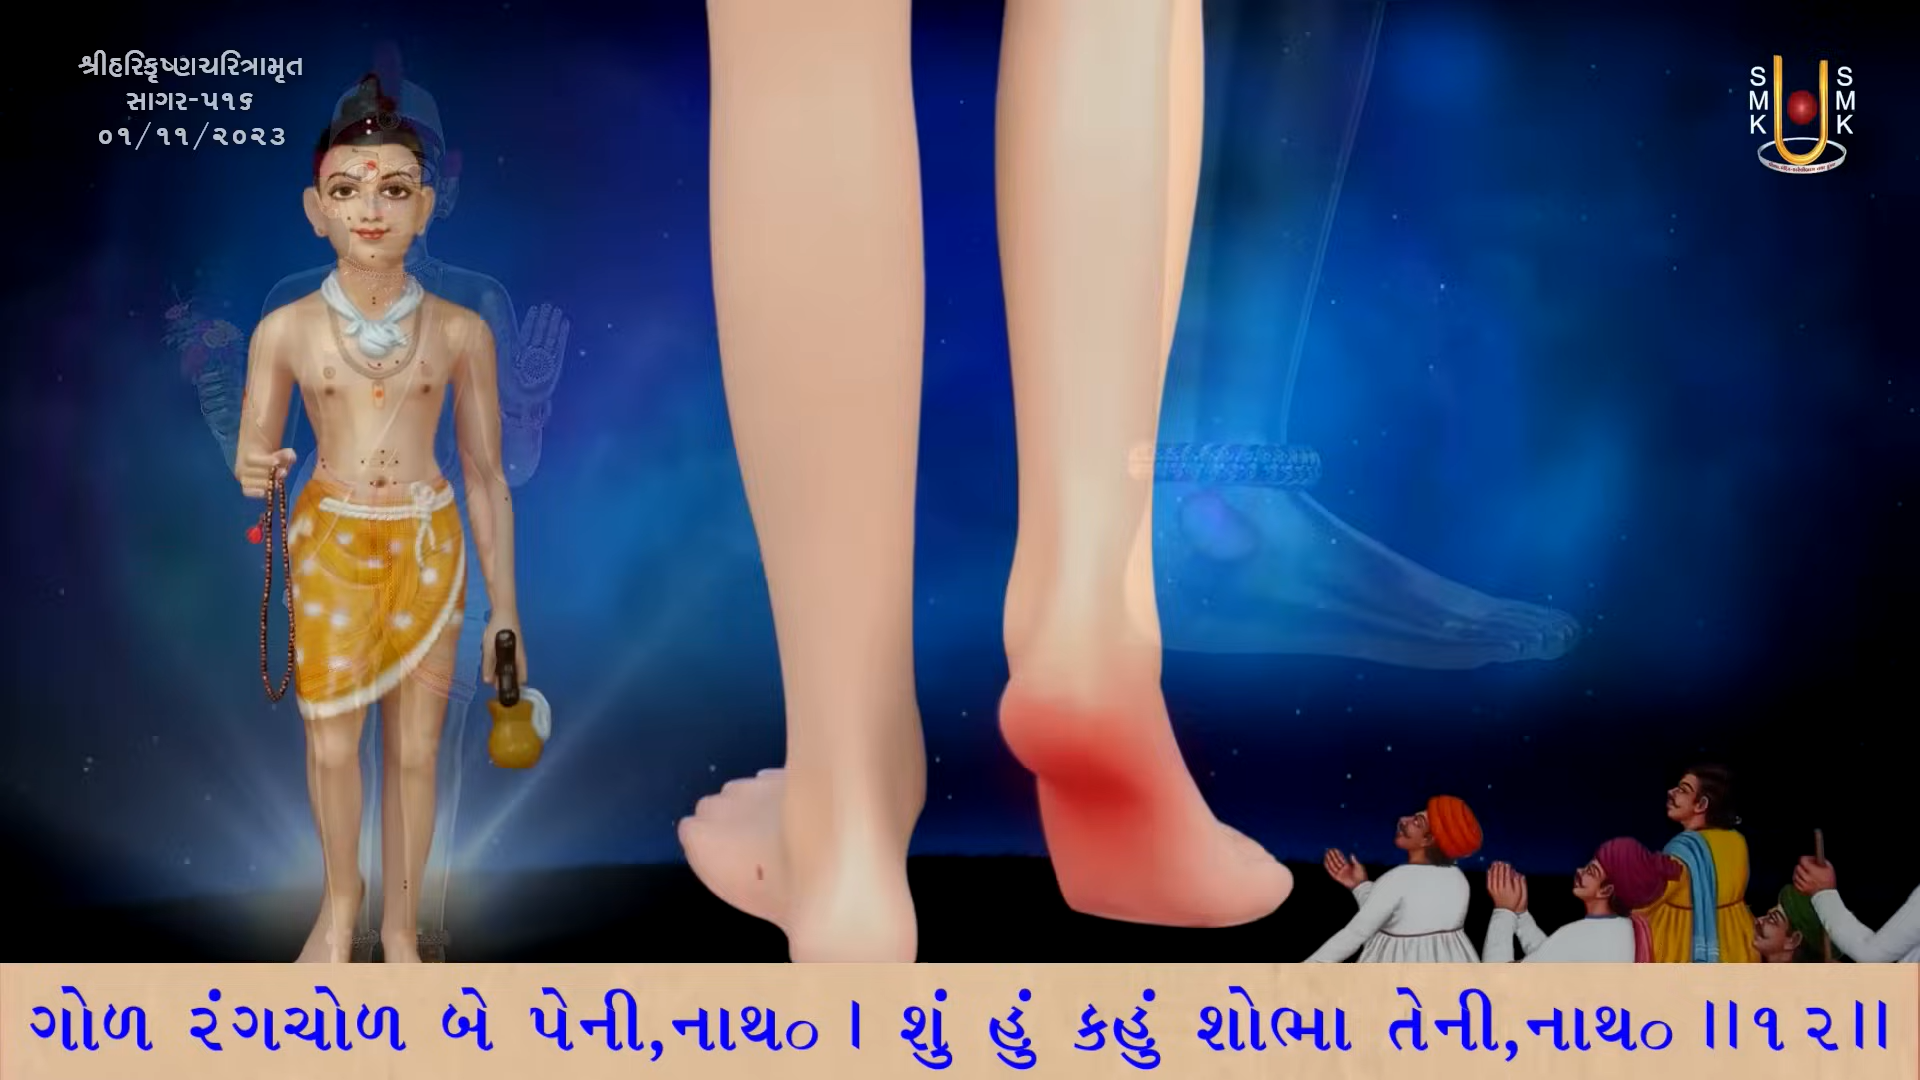 શ્રીહરિકૃષ્ણચરિત્રામૃત
સાગર-૫૧૬
૦૧/૧૧/૨૦૨૩
S M K
S M K
ગોળ રંગચોળ બે પેની,નાથ૦ । શું હું કહું શોભા તેની,નાથ૦ ॥૧૨॥